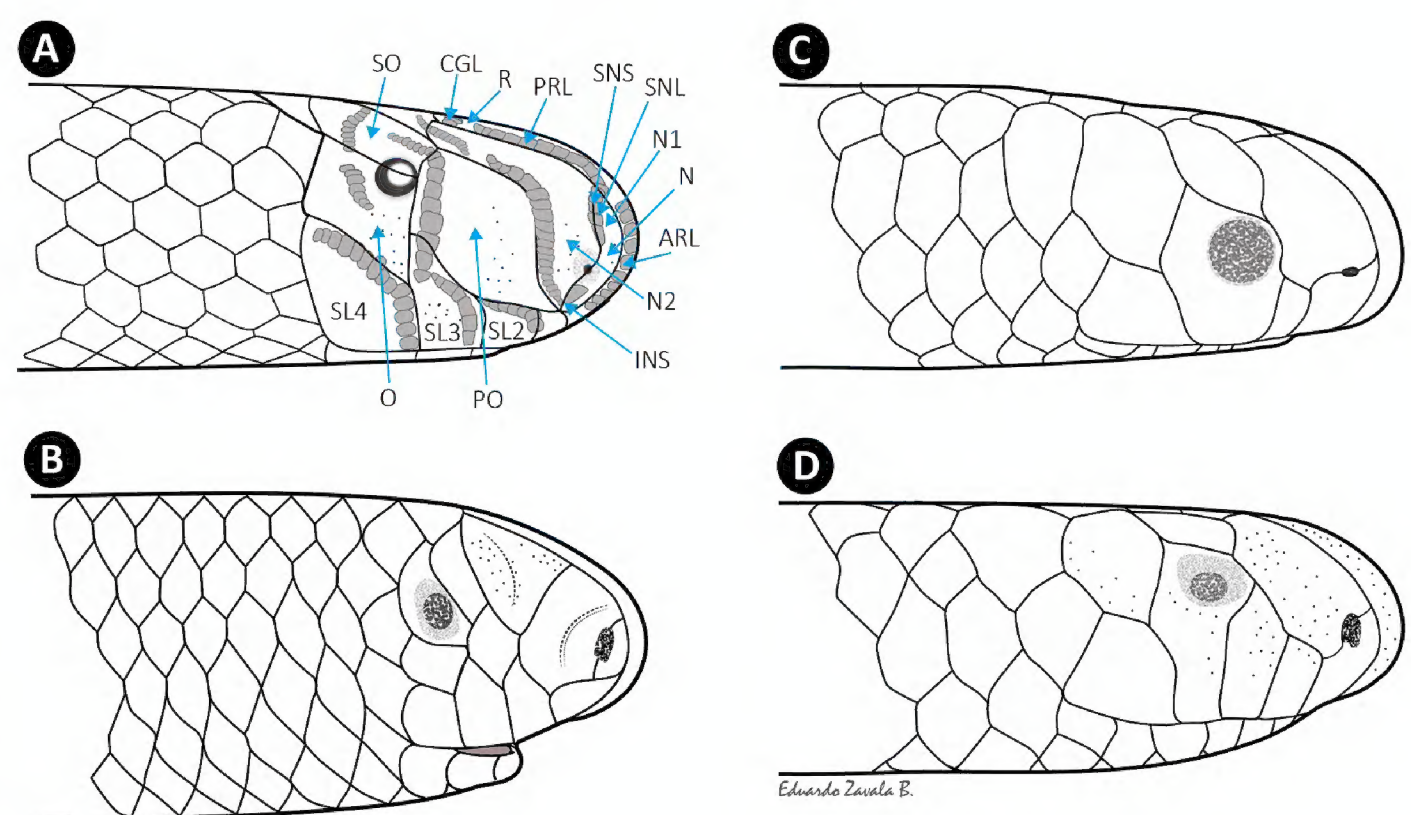 A
SO
CGL
R
PRL
SNS
SNL
N1
N
ARL
N2
INS
SL4
SL3
SL2
O
PO
C
B
D
Eduardo Zavala B.